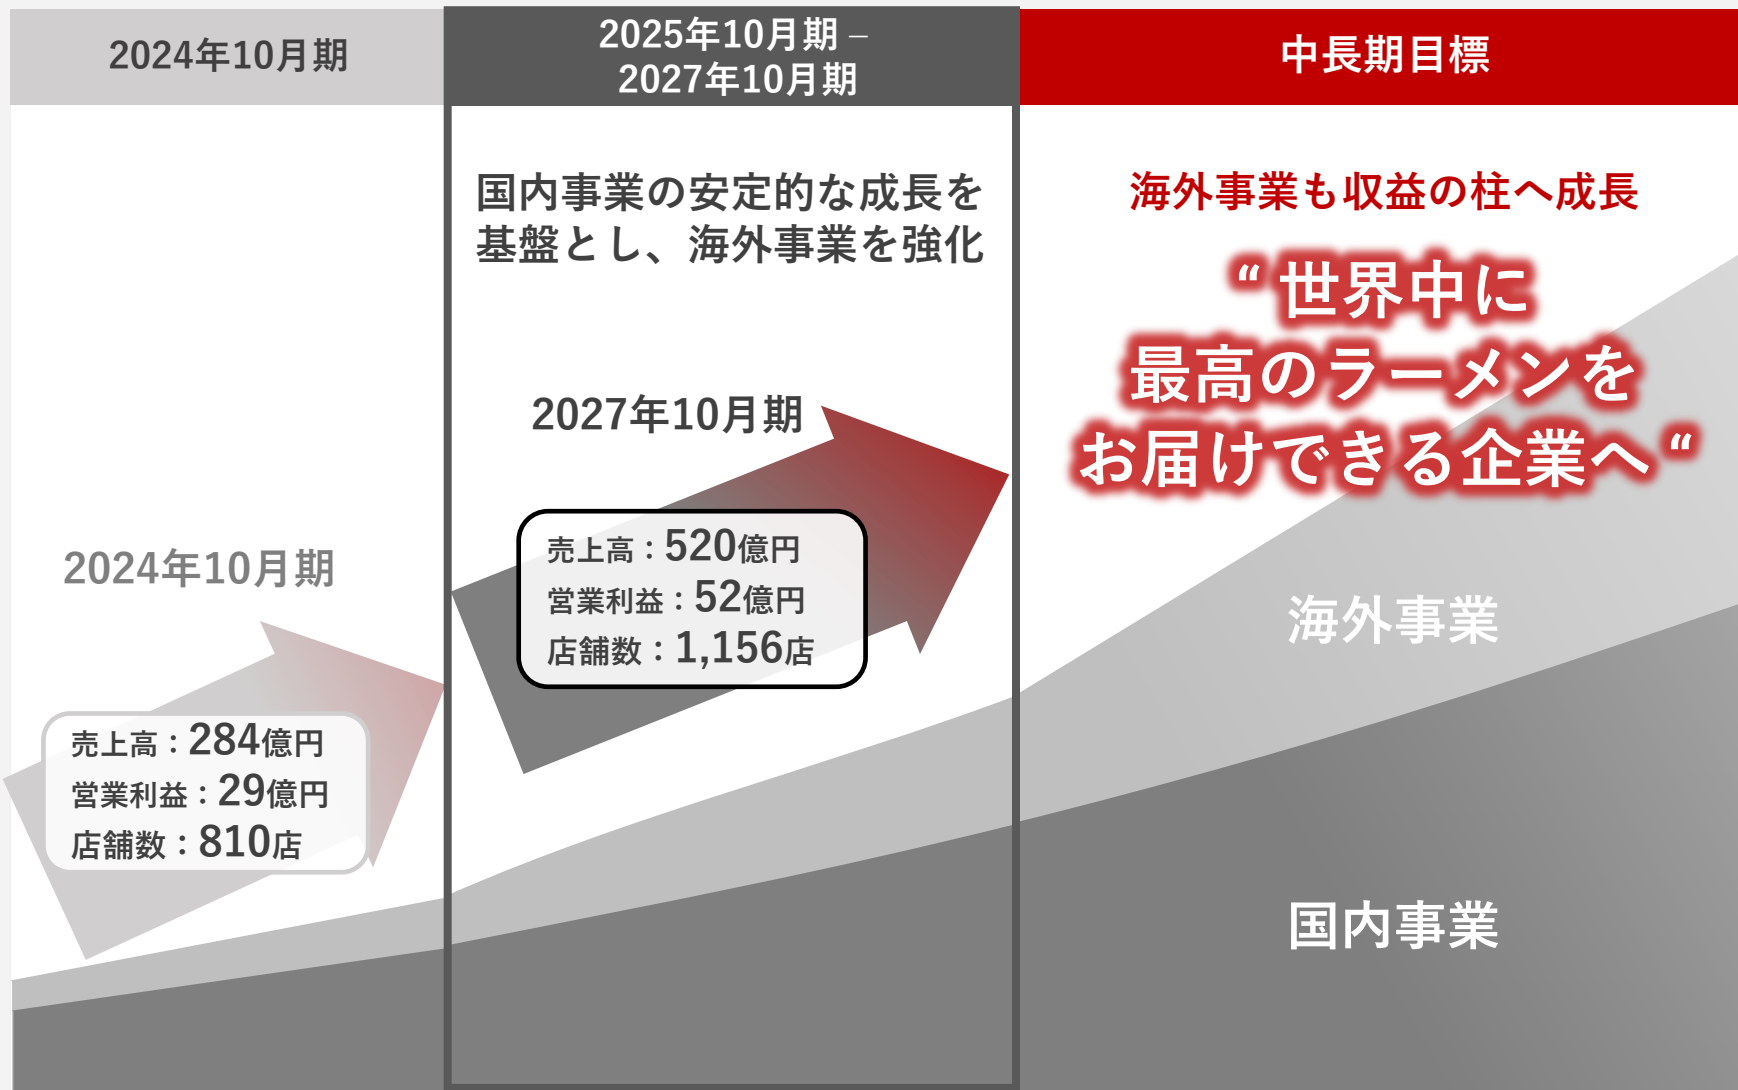 2024年10月期
2025年10月期 –
2027年10月期
中長期目標
国内事業の安定的な成長を
基盤とし、海外事業を強化
海外事業も収益の柱へ成長
“ 世界中に
最高のラーメンを
お届けできる企業へ “
2027年10月期
売上高：520億円
営業利益：52億円
店舗数：1,156店
2024年10月期
売上高：284億円
営業利益：29億円
店舗数：810店
海外事業
国内事業